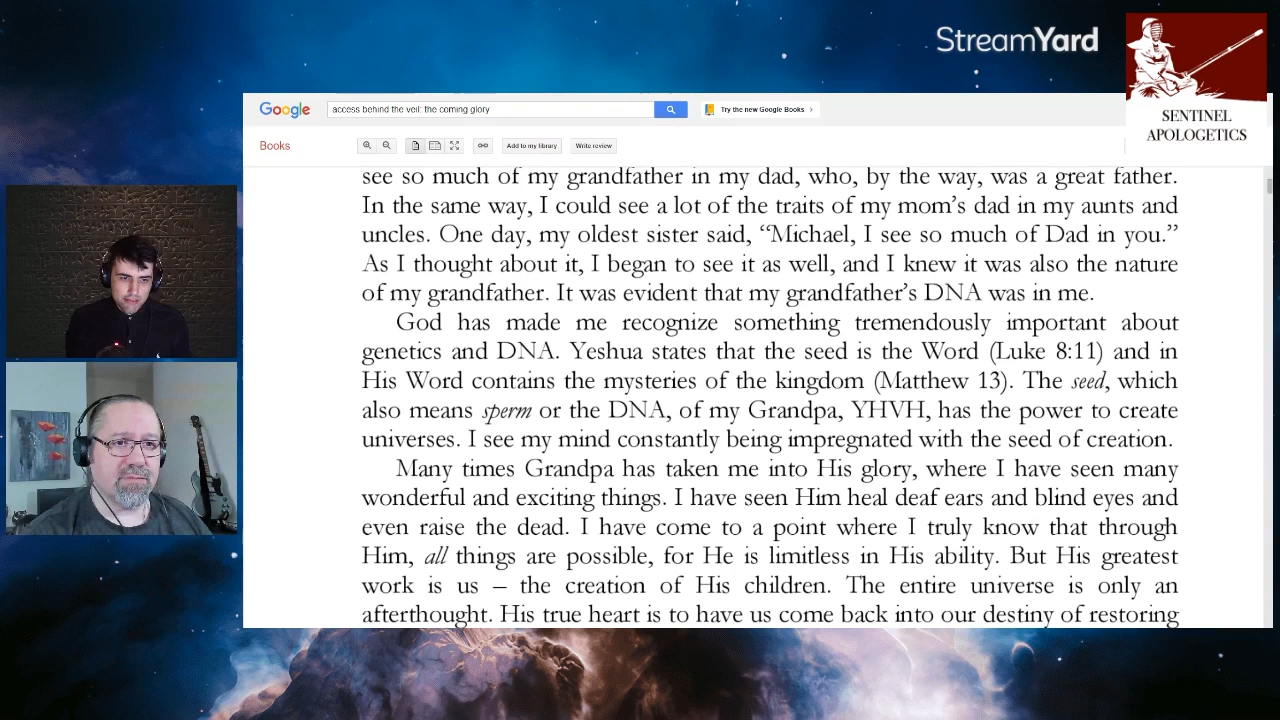 StreamYard
SENTINEL
APOLOGETICS
Google
access behind the veil: the coming glory
Try the new Google Books
Books
Add to my library
Write review
see so much of my grandfather in my dad, who, by the way, was a great father.
In the same way, I could see a lot of the traits of my mom’s dad in my aunts and
uncles. One day, my oldest sister said, “Michael, I see so much of Dad in you.”
As I thought about it, I began to see it as well, and I knew it was also the nature
of my grandfather. It was evident that my grandfather’s DNA was in me.
God has made me recognize something tremendously important about
genetics and DNA. Yeshua states that the seed is the Word (Luke 8:11) and in
His Word contains the mysteries of the kingdom (Matthew 13). The seed, which
also means sperm or the DNA, of my Grandpa, YHVH, has the power to create
universes. I see my mind constantly being impregnated with the seed of creation.
Many times Grandpa has taken me into His glory, where I have seen many
wonderful and exciting things. I have seen Him heal deaf ears and blind eyes and
even raise the dead. I have come to a point where I truly know that through
Him, all things are possible, for He is limitless in His ability. But His greatest
work is us – the creation of His children. The entire universe is only an
afterthought. His true heart is to have us come back into our destiny of restoring